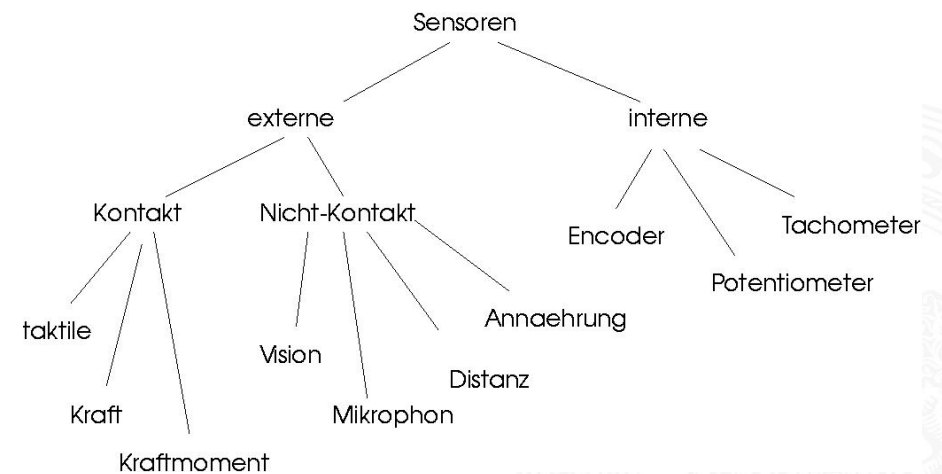 Sensoren
externe
interne
Kontakt
Nicht-Kontakt
Encoder
Tachometer
Potentiometer
taktile
Vision
Annaehrung
Kraft
Mikrophon
Distanz
Kraftmoment